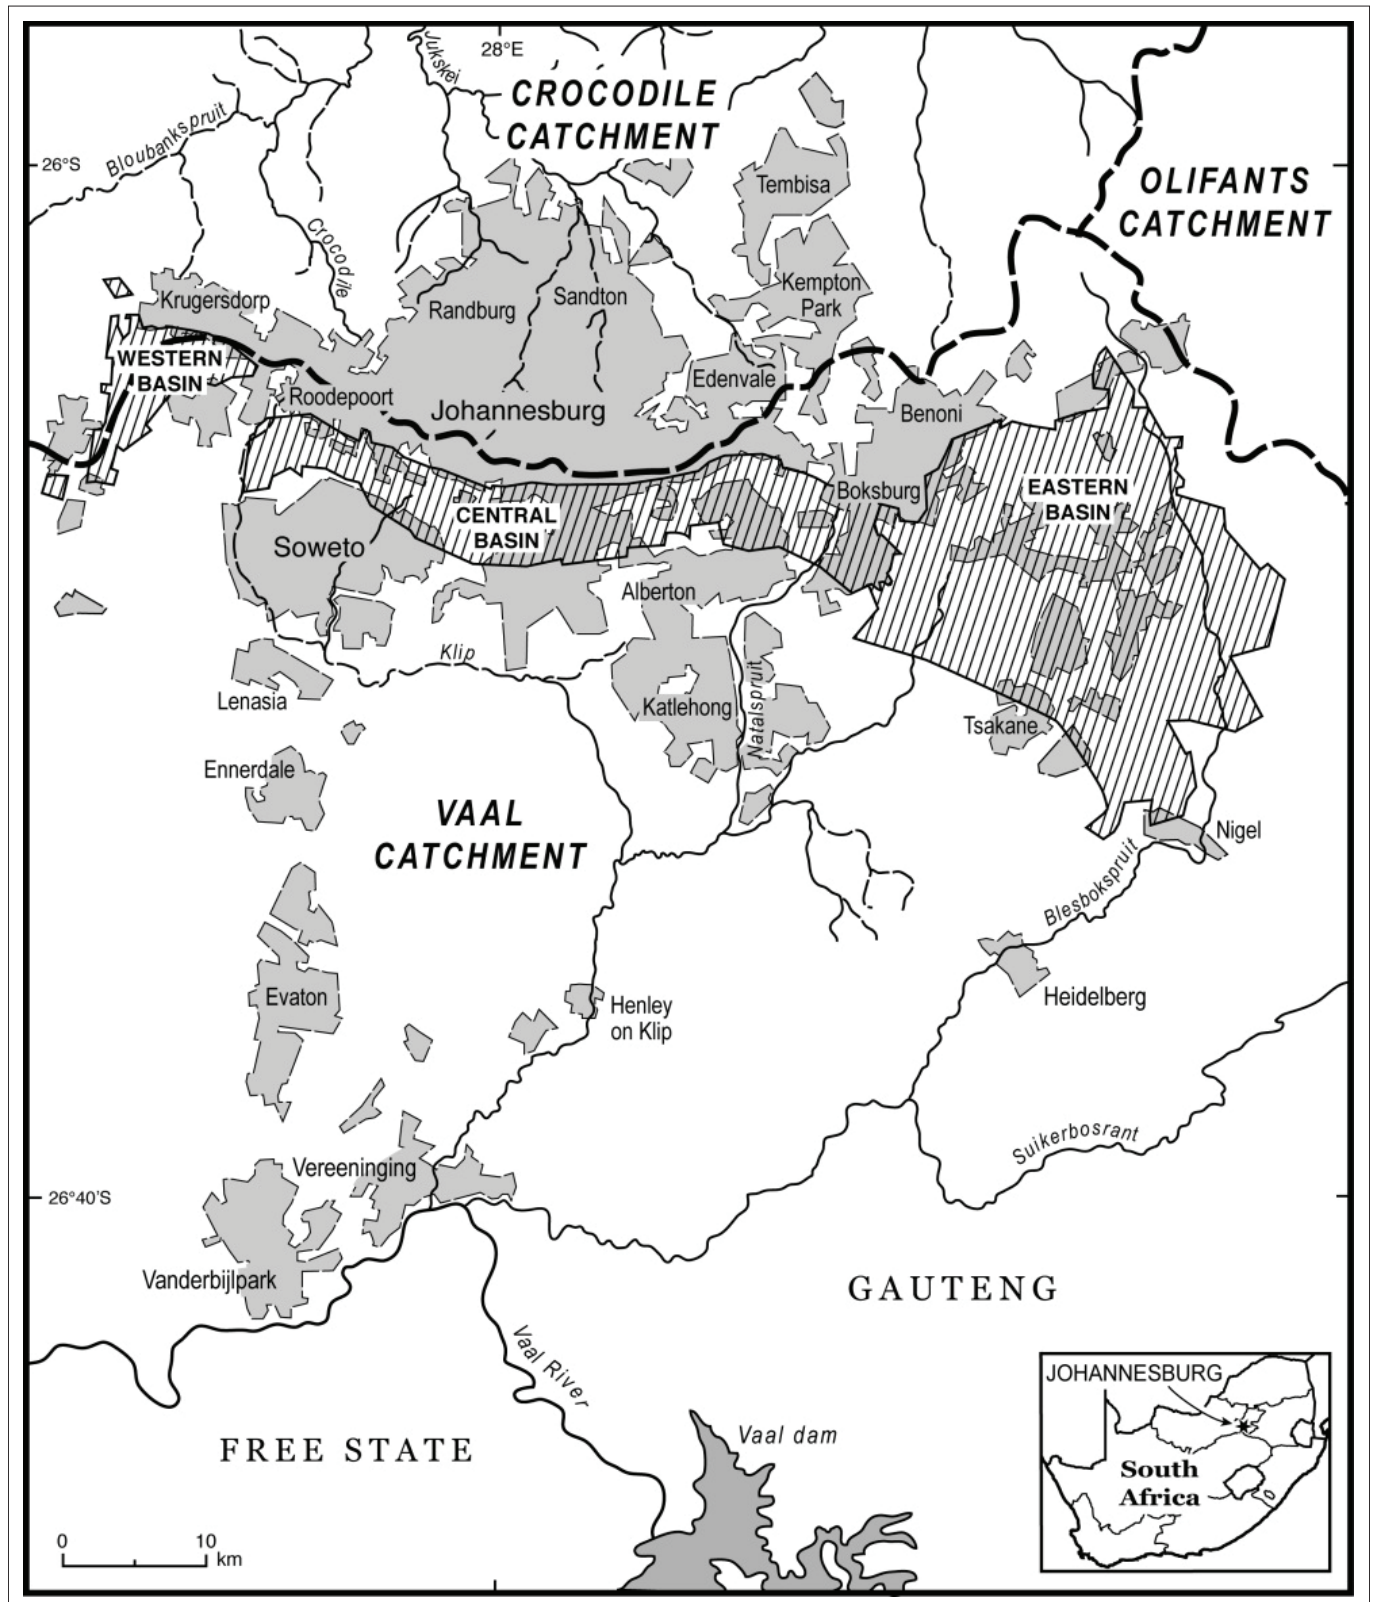 28°E
Jukskei
CROCODILE
CATCHMENT
Bloubankspruit
26°S
Tembisa
OLIFANTS
CATCHMENT
Crocodile
Krugersdorp
Randburg
Sandton
Kempton
Park
WESTERN
BASIN
Roodepoort
Edenvale
Johannesburg
Benoni
Boksburg
EASTERN
BASIN
CENTRAL
BASIN
Soweto
Alberton
Klip
Lenasia
Katlehong
Natalspruit
Tsakane
Ennerdale
VAAL
CATCHMENT
Nigel
Blesbokspruit
Evaton
Henley
on Klip
Heidelberg
Suikerbosrant
Vereeninging
26°40'S
Vanderbijlpark
GAUTENG
Vaal River
JOHANNESBURG
FREE STATE
Vaal dam
South
Africa
0 10
km